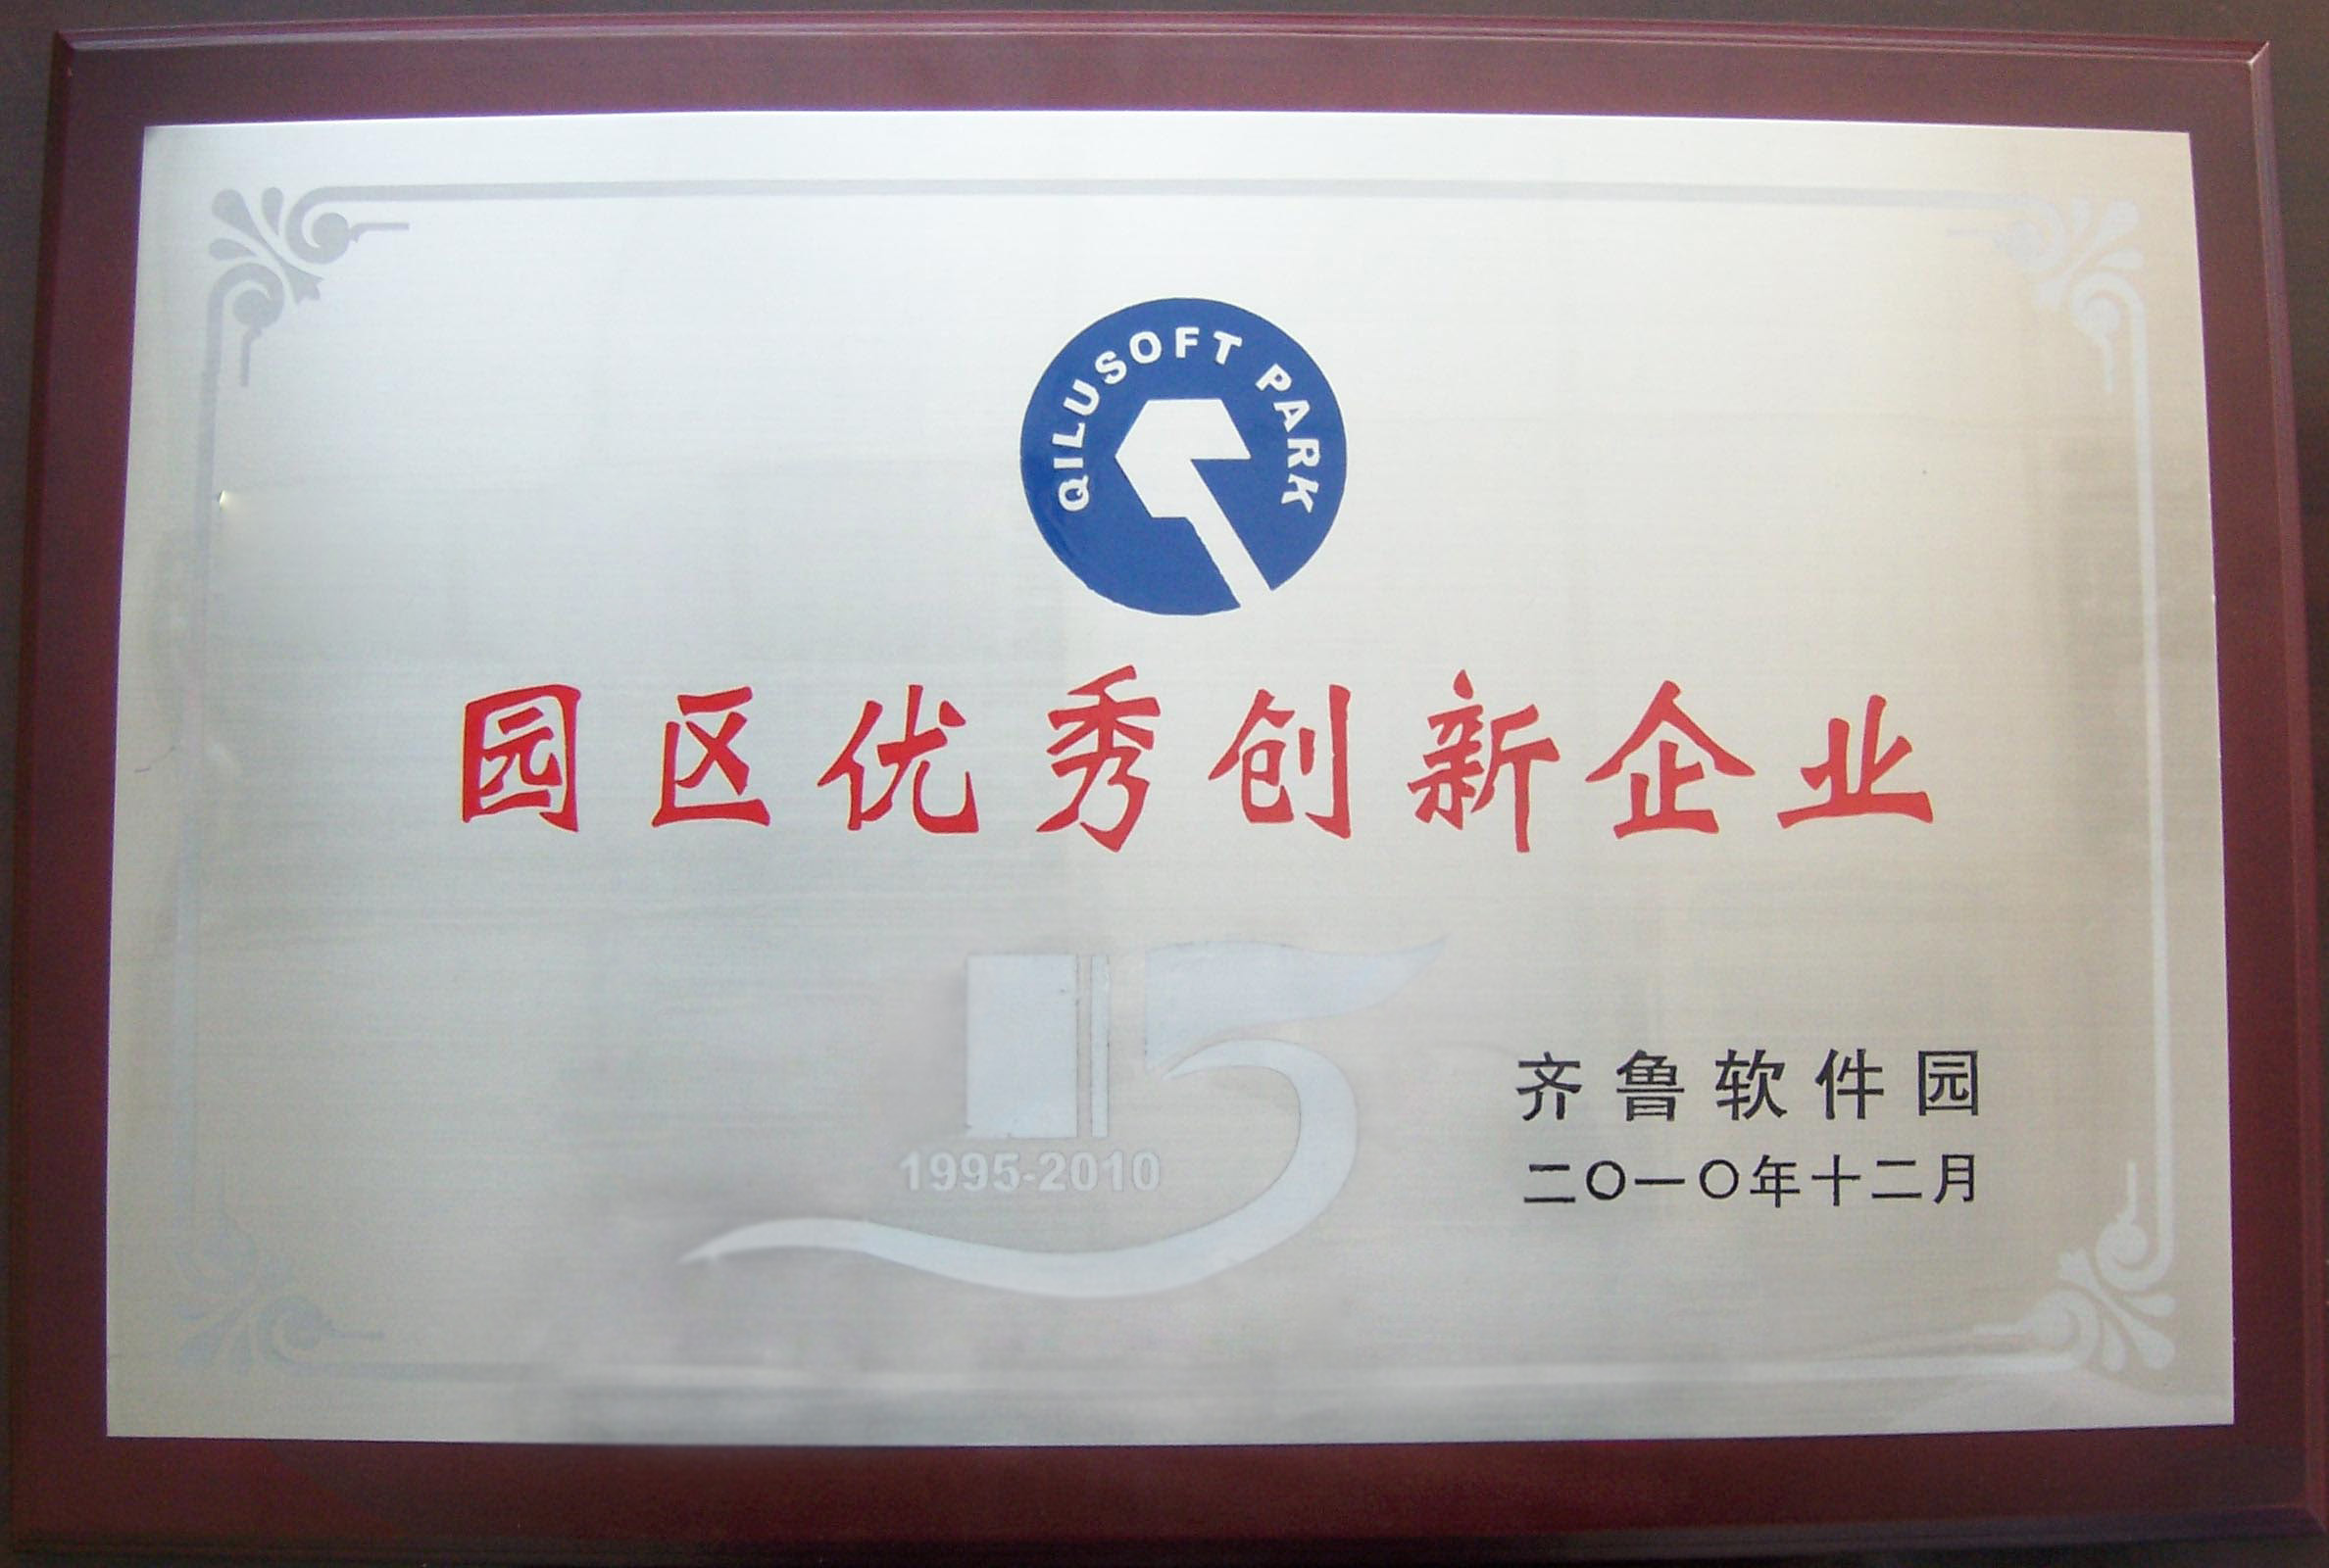 QILUSOFT PARK
园区优秀创新企业
15
1995-2010
齐鲁软件园
二〇一〇年十二月